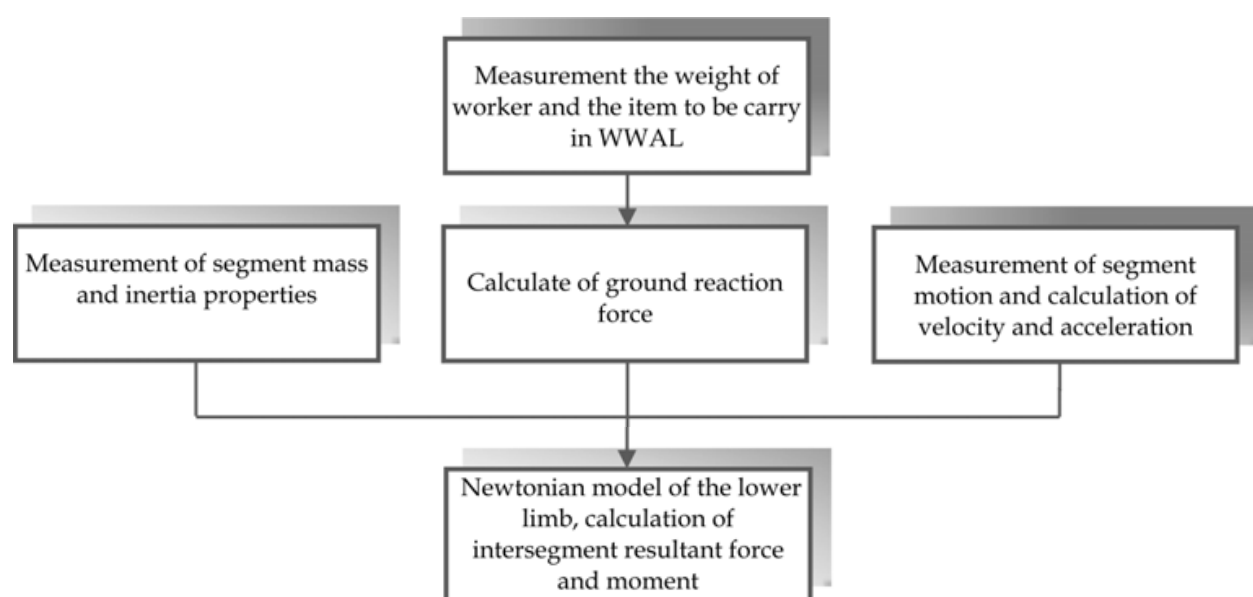 Measurement the weight of
worker and the item to be carry
in WWAL
Measurement of segment mass
and inertia properties
Calculate of ground reaction
force
Measurement of segment
motion and calculation of
velocity and acceleration
Newtonian model of the lower
limb, calculation of
intersegment resultant force
and moment